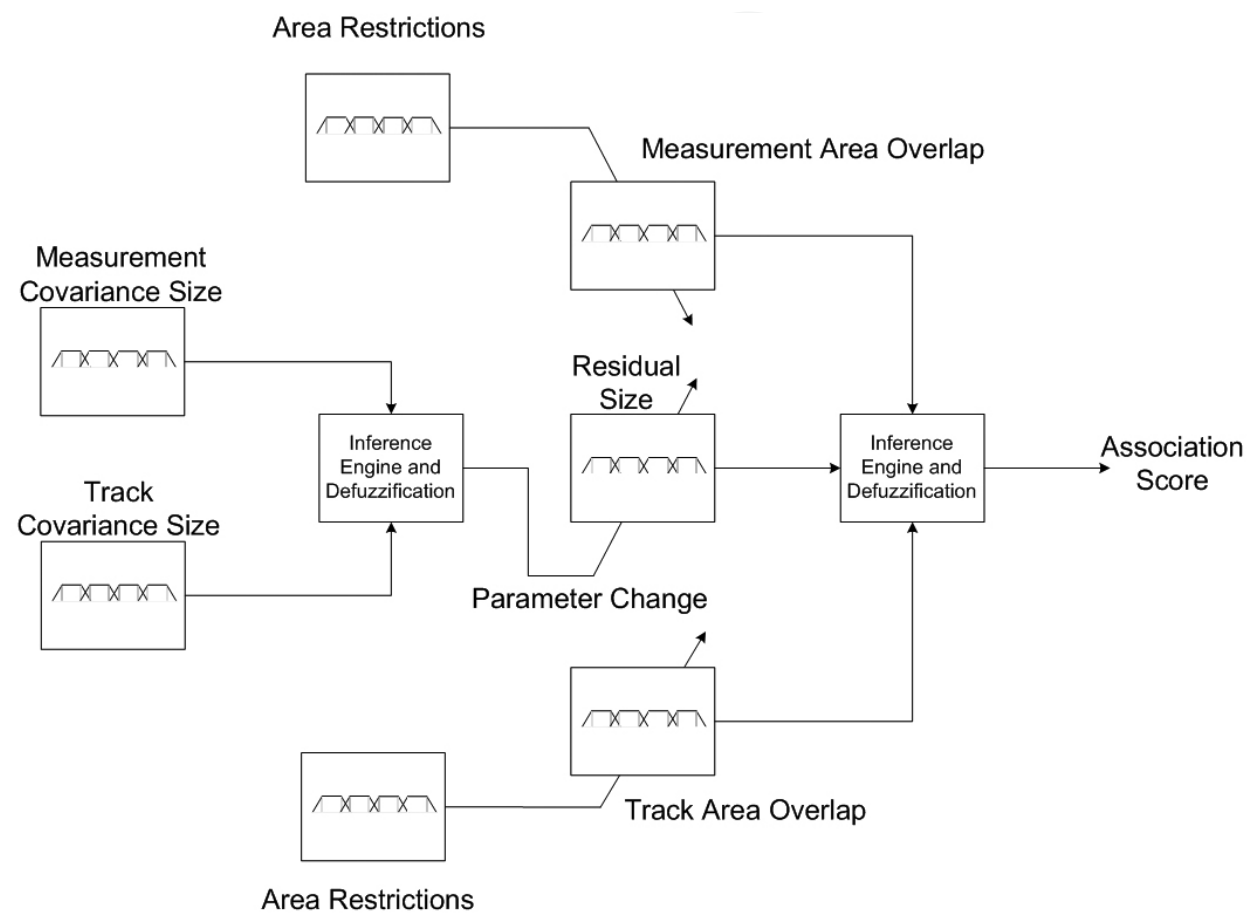 Area Restrictions
Measurement Area Overlap
Measurement
Covariance Size
Residual
Size
Inference
Engine and
Defuzzification
Inference
Engine and
Defuzzification
Association
Score
Track
Covariance Size
Parameter Change
Track Area Overlap
Area Restrictions